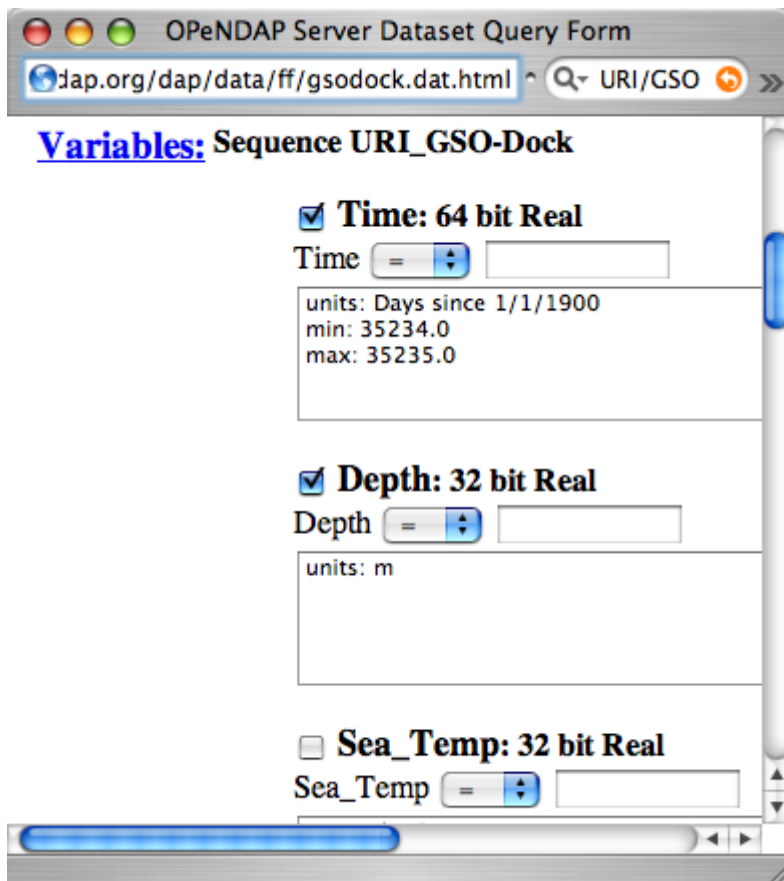 OPeNDAP Server Dataset Query Form
dap.org/dap/data/ff/gsodock.dat.html URI/GSO
Variables: Sequence URI_GSO-Dock
Time: 64 bit Real
Time =
units: Days since 1/1/1900
min: 35234.0
max: 35235.0
Depth: 32 bit Real
Depth =
units: m
Sea_Temp: 32 bit Real
Sea_Temp =